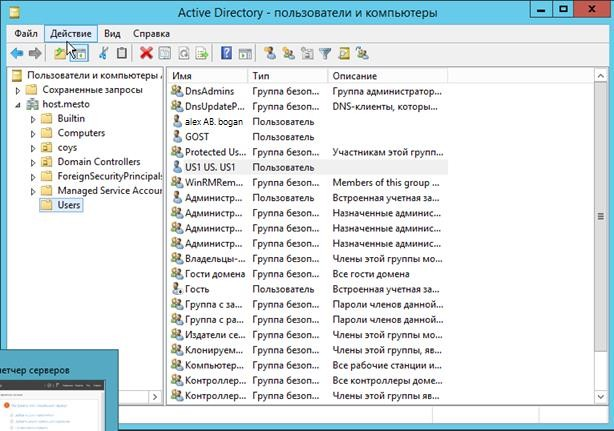 Active Directory - пользователи и компьютеры
Файл Действие Вид Справка
Пользователи и компьютеры A
Сохраненные запросы
host.mesto
Builtin
Computers
coys
Domain Controllers
ForeignSecurityPrincipals
Managed Service Accour
Users
Имя Тип Описание
DnsAdmins Группа безоп... Группа администратор...
DnsUpdateP... Группа безоп... DNS-клиенты, которы...
alex AB. bogan Пользователь
GOST Пользователь
Protected Us... Группа безоп... Участникам этой групп...
US1 US. US1 Пользователь
WinRMRem... Группа безоп... Members of this group ...
Админист... Пользователь Встроенная учетная за...
Админист... Группа безоп... Назначенные админис...
Админист... Группа безоп... Назначенные админис...
Админист... Группа безоп... Назначенные админис...
Владельцы-... Группа безоп... Члены этой группы мо...
Гости домена Группа безоп... Все гости домена
Гость Пользователь Встроенная учетная за...
Группа с за... Группа безоп... Пароли членов данной...
Группа с ра... Группа безоп... Пароли членов данной...
Издатели се... Группа безоп... Члены этой группы мо...
Клонируем... Группа безоп... Члены этой группы, яв...
Компьютер... Группа безоп... Все рабочие станции и...
Контроллер... Группа безоп... Все контроллеры доме...
Контроллер... Группа безоп... Члены этой группы яв...
петчер серверов